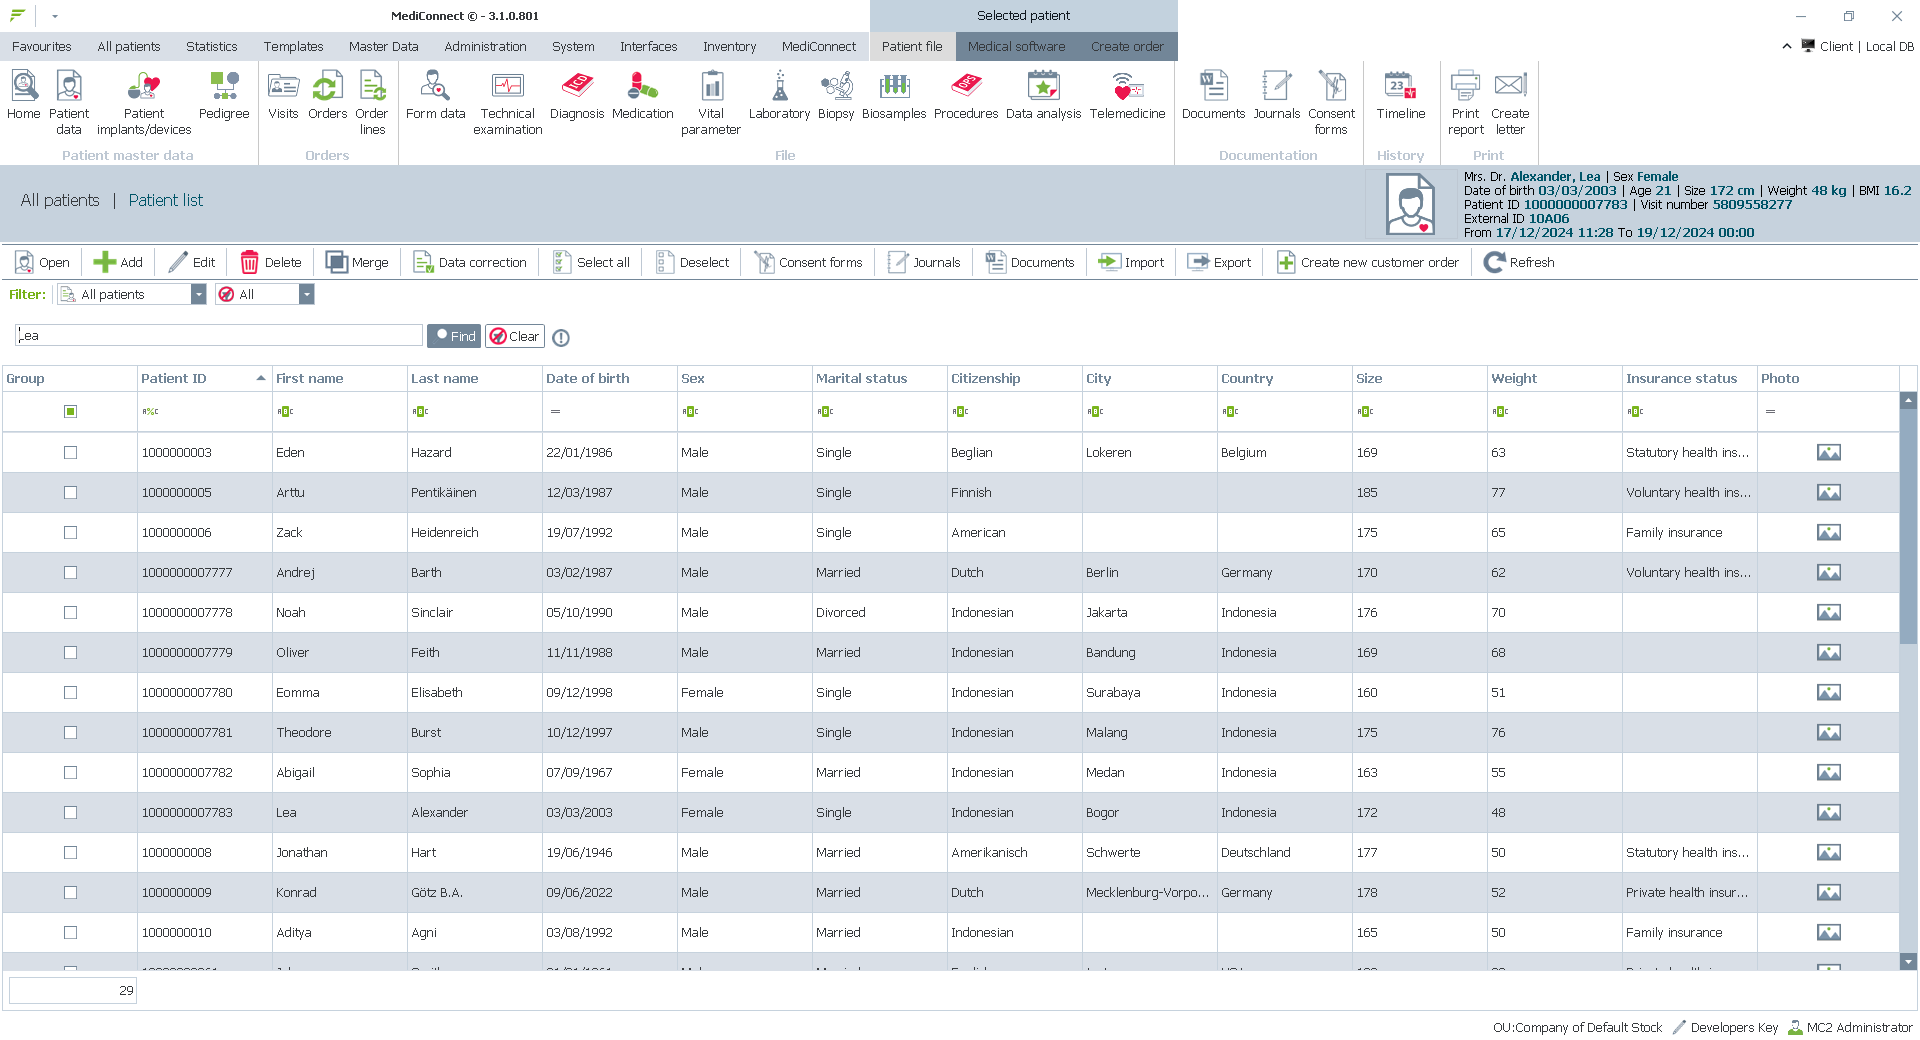 MediConnect © - 3.1.0.801
Selected patient
Favourites All patients Statistics Templates Master Data Administration System Interfaces Inventory MediConnect Patient file Medical software Create order Client | Local DB
Home Patient data Patient implants/devices Pedigree Visits Orders Order lines Form data Technical examination Diagnosis Medication Vital parameter Laboratory Biopsy Biosamples Procedures Data analysis Telemedicine Documents Journals Consent forms Timeline Print report Create letter
Patient master data Orders File Documentation History Print
All patients | Patient list
Mrs. Dr. Alexander, Lea | Sex Female
Date of birth 03/03/2003 | Age 21 | Size 172 cm | Weight 48 kg | BMI 16.2
Patient ID 1000000007783 | Visit number 5809558277
External ID 10A06
From 17/12/2024 11:28 To 19/12/2024 00:00
Open Add Edit Delete Merge Data correction Select all Deselect Consent forms Journals Documents Import Export Create new customer order Refresh
Filter: All patients All
Lea Find Clear
Group Patient ID First name Last name Date of birth Sex Marital status Citizenship City Country Size Weight Insurance status Photo
1000000003 Eden Hazard 22/01/1986 Male Single Beglian Lokeren Belgium 169 63 Statutory health ins...
1000000005 Arttu Pentikäinen 12/03/1987 Male Single Finnish 185 77 Voluntary health ins...
1000000006 Zack Heidenreich 19/07/1992 Male Single American 175 65 Family insurance
1000000007777 Andrej Barth 03/02/1987 Male Married Dutch Berlin Germany 170 62 Voluntary health ins...
1000000007778 Noah Sinclair 05/10/1990 Male Divorced Indonesian Jakarta Indonesia 176 70
1000000007779 Oliver Feith 11/11/1988 Male Married Indonesian Bandung Indonesia 169 68
1000000007780 Eomma Elisabeth 09/12/1998 Female Single Indonesian Surabaya Indonesia 160 51
1000000007781 Theodore Burst 10/12/1997 Male Single Indonesian Malang Indonesia 175 76
1000000007782 Abigail Sophia 07/09/1967 Female Married Indonesian Medan Indonesia 163 55
1000000007783 Lea Alexander 03/03/2003 Female Single Indonesian Bogor Indonesia 172 48
1000000008 Jonathan Hart 19/06/1946 Male Married Amerikanisch Schwerte Deutschland 177 50 Statutory health ins...
1000000009 Konrad Götz B.A. 09/06/2022 Male Married Dutch Mecklenburg-Vorpo... Germany 178 52 Private health insur...
1000000010 Aditya Agni 03/08/1992 Male Married Indonesian 165 50 Family insurance
29
OU:Company of Default Stock Developers Key MC2 Administrator